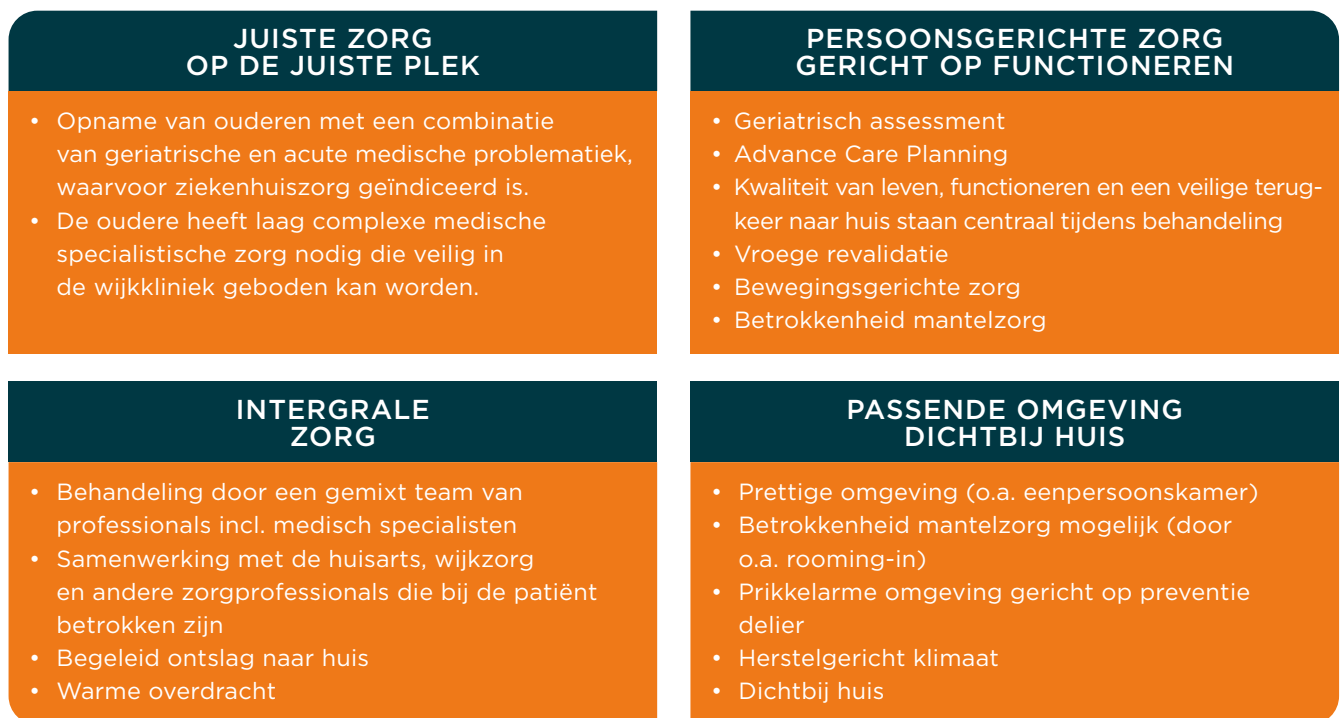 JUISTE ZORG
OP DE JUISTE PLEK
• Opname van ouderen met een combinatie
van geriatrische en acute medische problematiek,
waarvoor ziekenhuiszorg geïndiceerd is.
• De oudere heeft laag complexe medische
specialistische zorg nodig die veilig in
de wijkkliniek geboden kan worden.
PERSOONSGERICHTE ZORG
GERICHT OP FUNCTIONEREN
• Geriatrisch assessment
• Advance Care Planning
• Kwaliteit van leven, functioneren en een veilige terug-
keer naar huis staan centraal tijdens behandeling
• Vroege revalidatie
• Bewegingsgerichte zorg
• Betrokkenheid mantelzorg
INTERGRALE
ZORG
• Behandeling door een gemixt team van
professionals incl. medisch specialisten
• Samenwerking met de huisarts, wijkzorg
en andere zorgprofessionals die bij de patiënt
betrokken zijn
• Begeleid ontslag naar huis
• Warme overdracht
PASSENDE OMGEVING
DICHTBIJ HUIS
• Prettige omgeving (o.a. eenpersoonskamer)
• Betrokkenheid mantelzorg mogelijk (door
o.a. rooming-in)
• Prikkelarme omgeving gericht op preventie
delier
• Herstelgericht klimaat
• Dichtbij huis